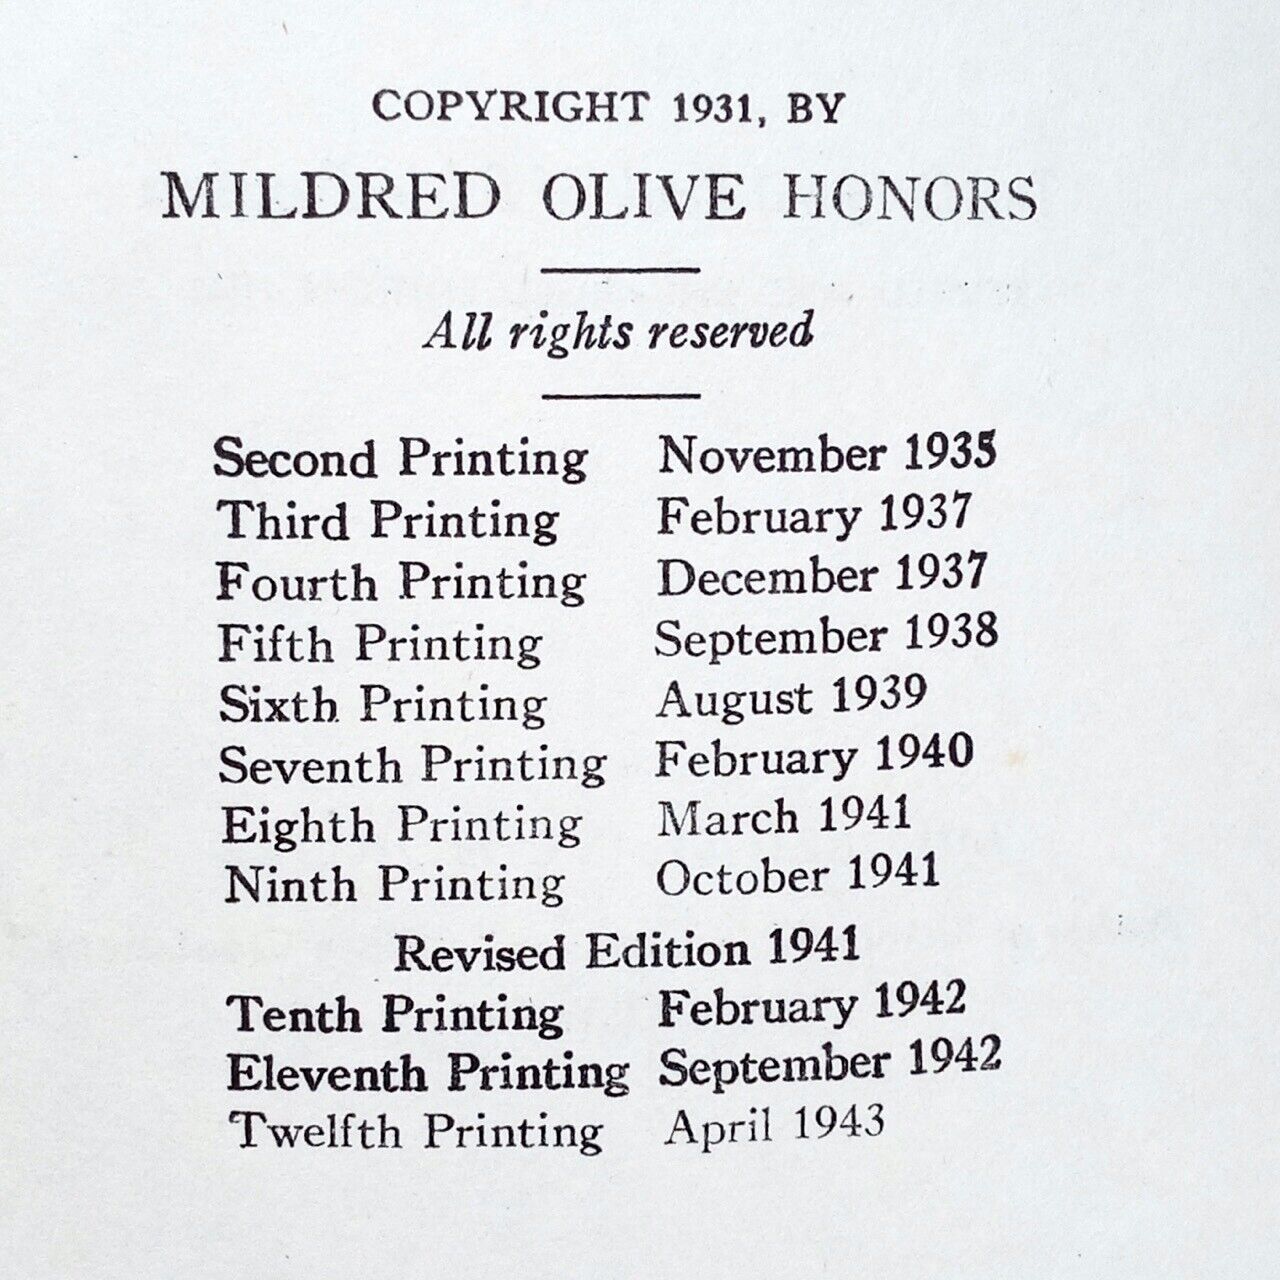 COPYRIGHT 1931, BY
MILDRED OLIVE HONORS
All rights reserved
Second Printing November 1935
Third Printing February 1937
Fourth Printing December 1937
Fifth Printing September 1938
Sixth Printing August 1939
Seventh Printing February 1940
Eighth Printing March 1941
Ninth Printing October 1941
Revised Edition 1941
Tenth Printing February 1942
Eleventh Printing September 1942
Twelfth Printing April 1943